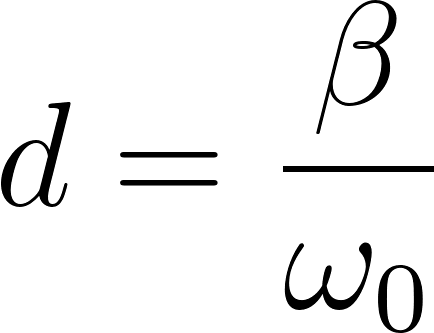 d = β / ω₀